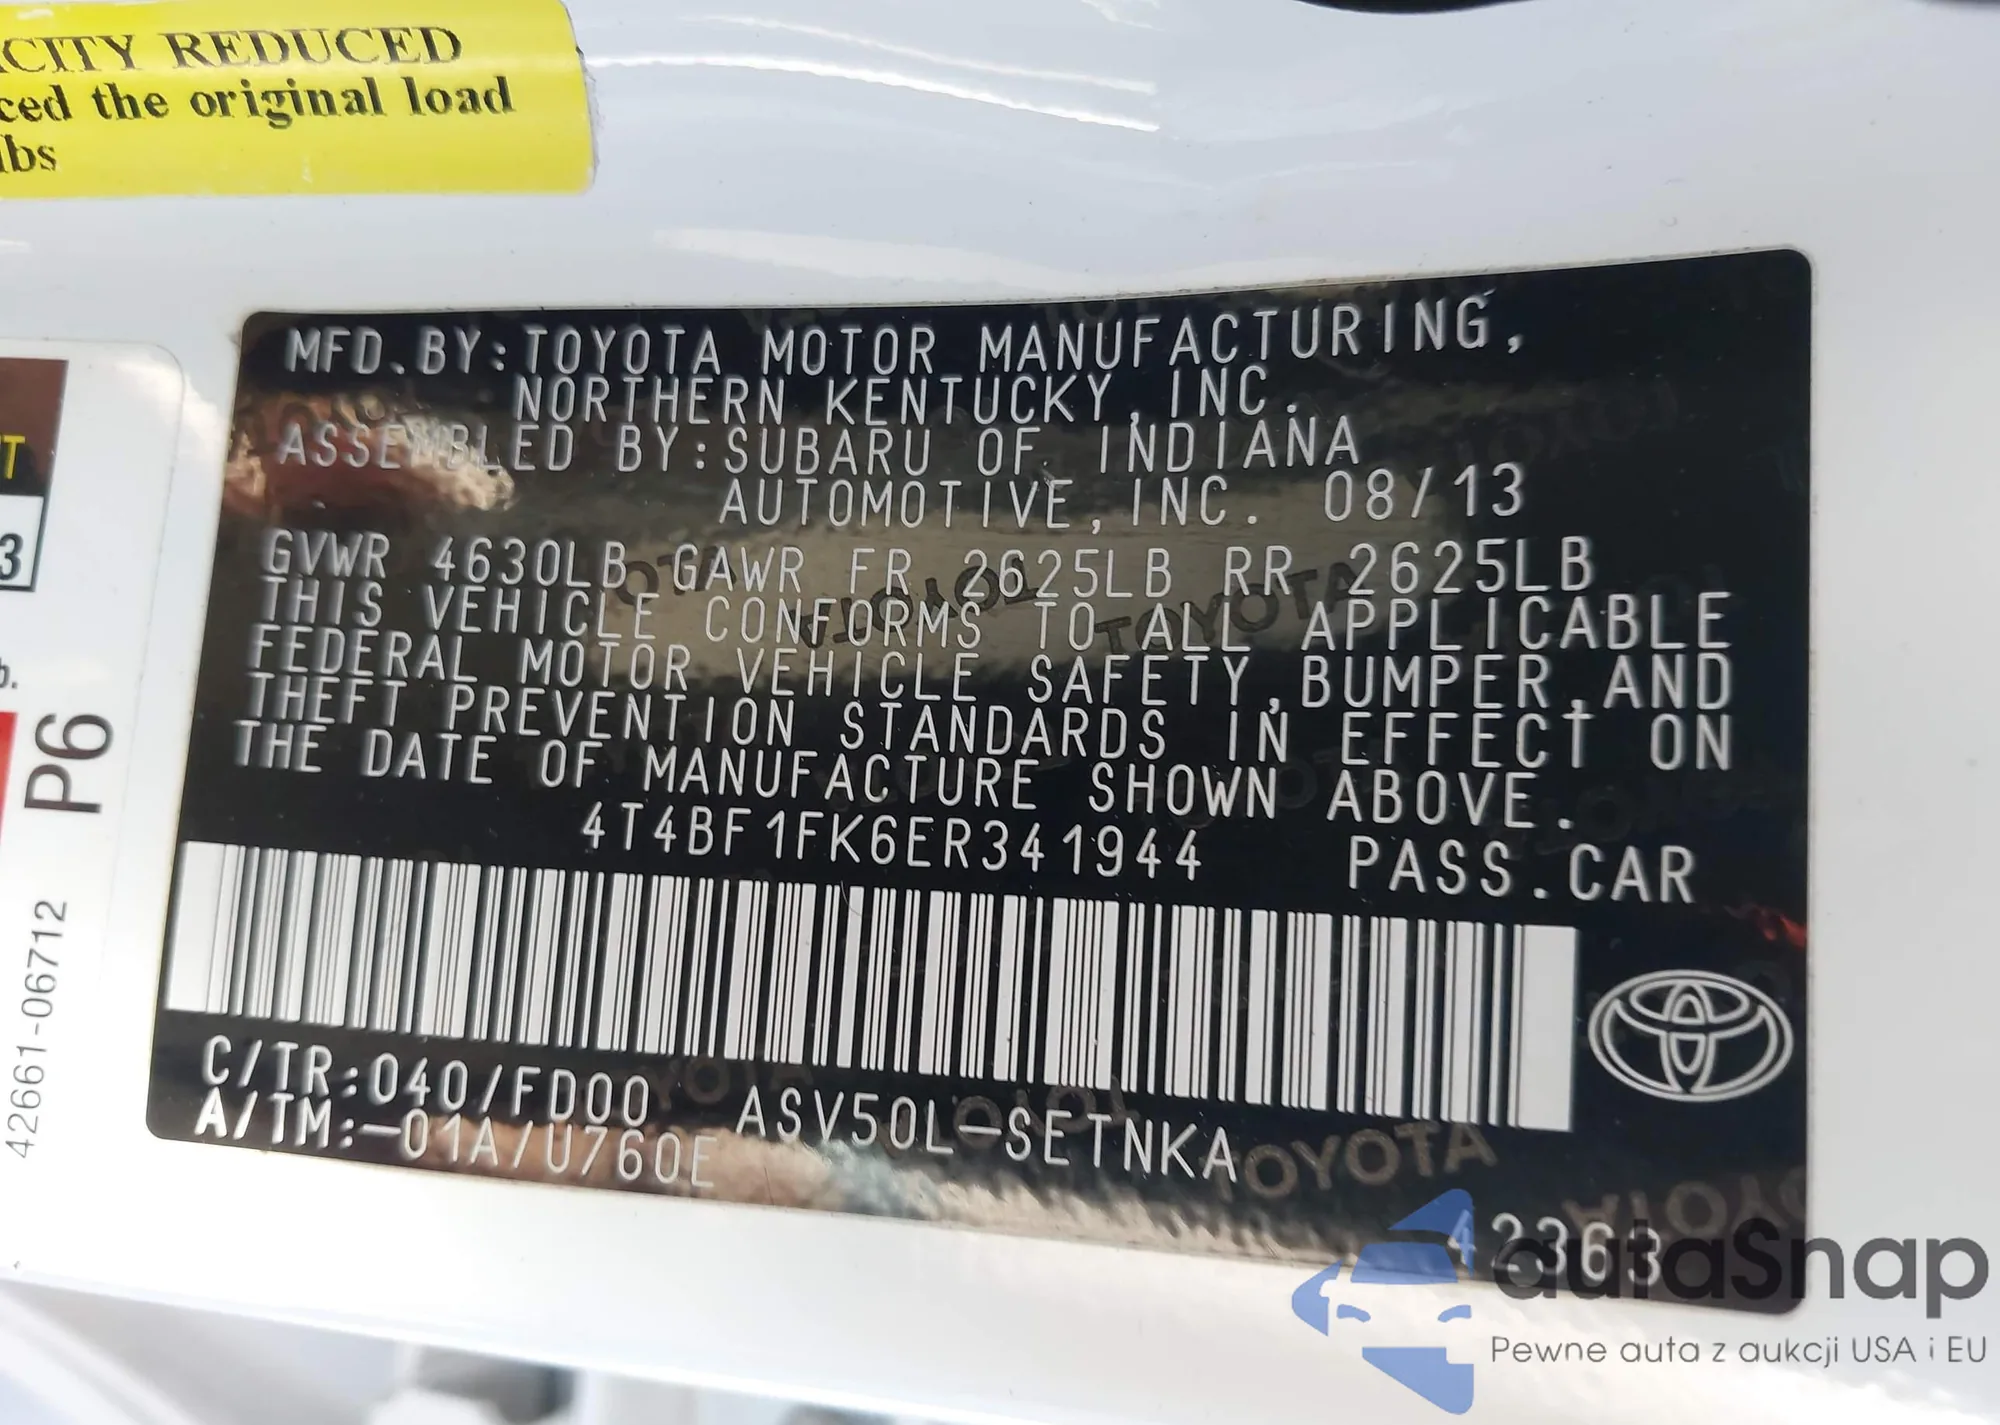 CITY REDUCED
ced the original load
lbs
MFD.BY:TOYOTA MOTOR MANUFACTURING,
NORTHERN KENTUCKY,INC.
ASSEMBLED BY:SUBARU OF INDIANA
AUTOMOTIVE,INC. 08/13
GVWR 4630LB GAWR FR 2625LB RR 2625LB
THIS VEHICLE CONFORMS TO ALL APPLICABLE
FEDERAL MOTOR VEHICLE SAFETY,BUMPER,AND
THEFT PREVENTION STANDARDS IN EFFECT ON
THE DATE OF MANUFACTURE SHOWN ABOVE.
4T4BF1FK6ER341944 PASS.CAR
C/TR:040/FD00 ASV50L-SETNKA
A/TM:-01A/U760E
42363
T
3
b.
P6
42661-06712
TOYOTA
autaSnap
Pewne auta z aukcji USA i EU